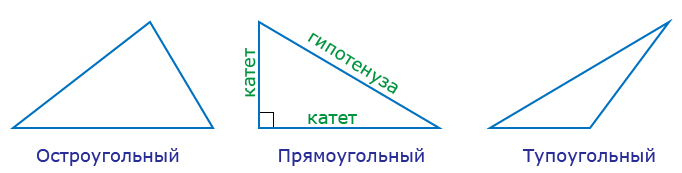 гипотенуза
катет
катет
Остроугольный
Прямоугольный
Тупоугольный